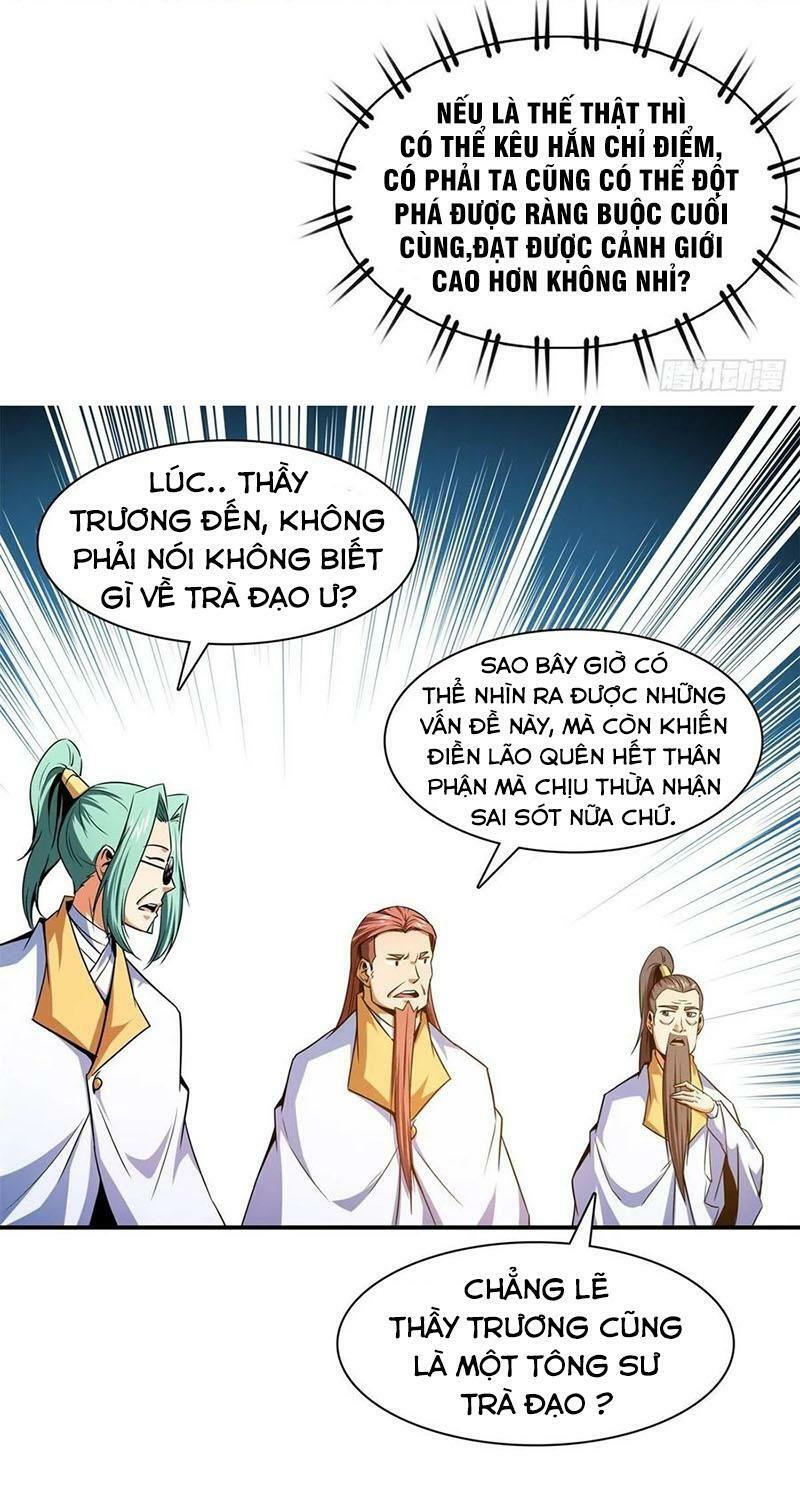 NẾU LÀ THẾ THẬT THÌ
CÓ THỂ KÊU HẮN CHỈ ĐIỂM,
CÓ PHẢI TA CŨNG CÓ THỂ ĐỘT
PHÁ ĐƯỢC RÀNG BUỘC CUỐI
CÙNG,ĐẠT ĐƯỢC CẢNH GIỚI
CAO HƠN KHÔNG NHỈ?
腾讯动漫
LÚC.. THẦY
TRƯƠNG ĐẾN, KHÔNG
PHẢI NÓI KHÔNG BIẾT
GÌ VỀ TRÀ ĐẠO Ư?
SAO BÂY GIỜ CÓ
THỂ NHÌN RA ĐƯỢC NHỮNG
VẤN ĐỀ NÀY, MÀ CÒN KHIẾN
ĐIỀN LÃO QUÊN HẾT THÂN
PHẬN MÀ CHỊU THỪA NHẬN
SAI SÓT NỮA CHỨ.
CHẲNG LẼ
THẦY TRƯƠNG CŨNG
LÀ MỘT TÔNG SƯ
TRÀ ĐẠO ?